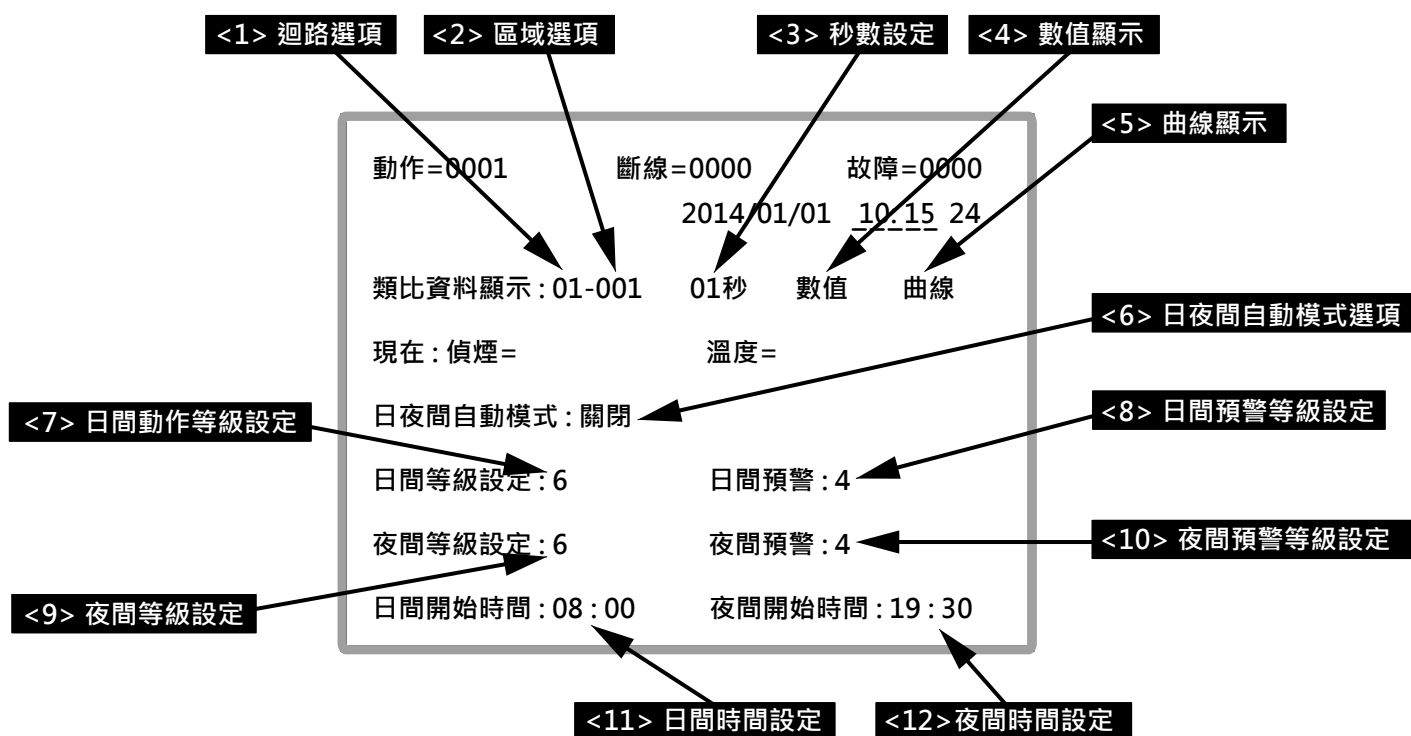 <1> 迴路選項 <2> 區域選項 <3> 秒數設定 <4> 數值顯示
<5> 曲線顯示
動作=0001 斷線=0000 故障=0000
2014/01/01 10:15 24
類比資料顯示:01-001 01秒 數值 曲線
<6> 日夜間自動模式選項
現在:偵煙= 溫度=
日夜間自動模式:關閉
<7> 日間動作等級設定
<8> 日間預警等級設定
日間等級設定:6 日間預警:4
夜間等級設定:6 夜間預警:4
<10> 夜間預警等級設定
<9> 夜間等級設定
日間開始時間:08:00 夜間開始時間:19:30
<11> 日間時間設定 <12>夜間時間設定